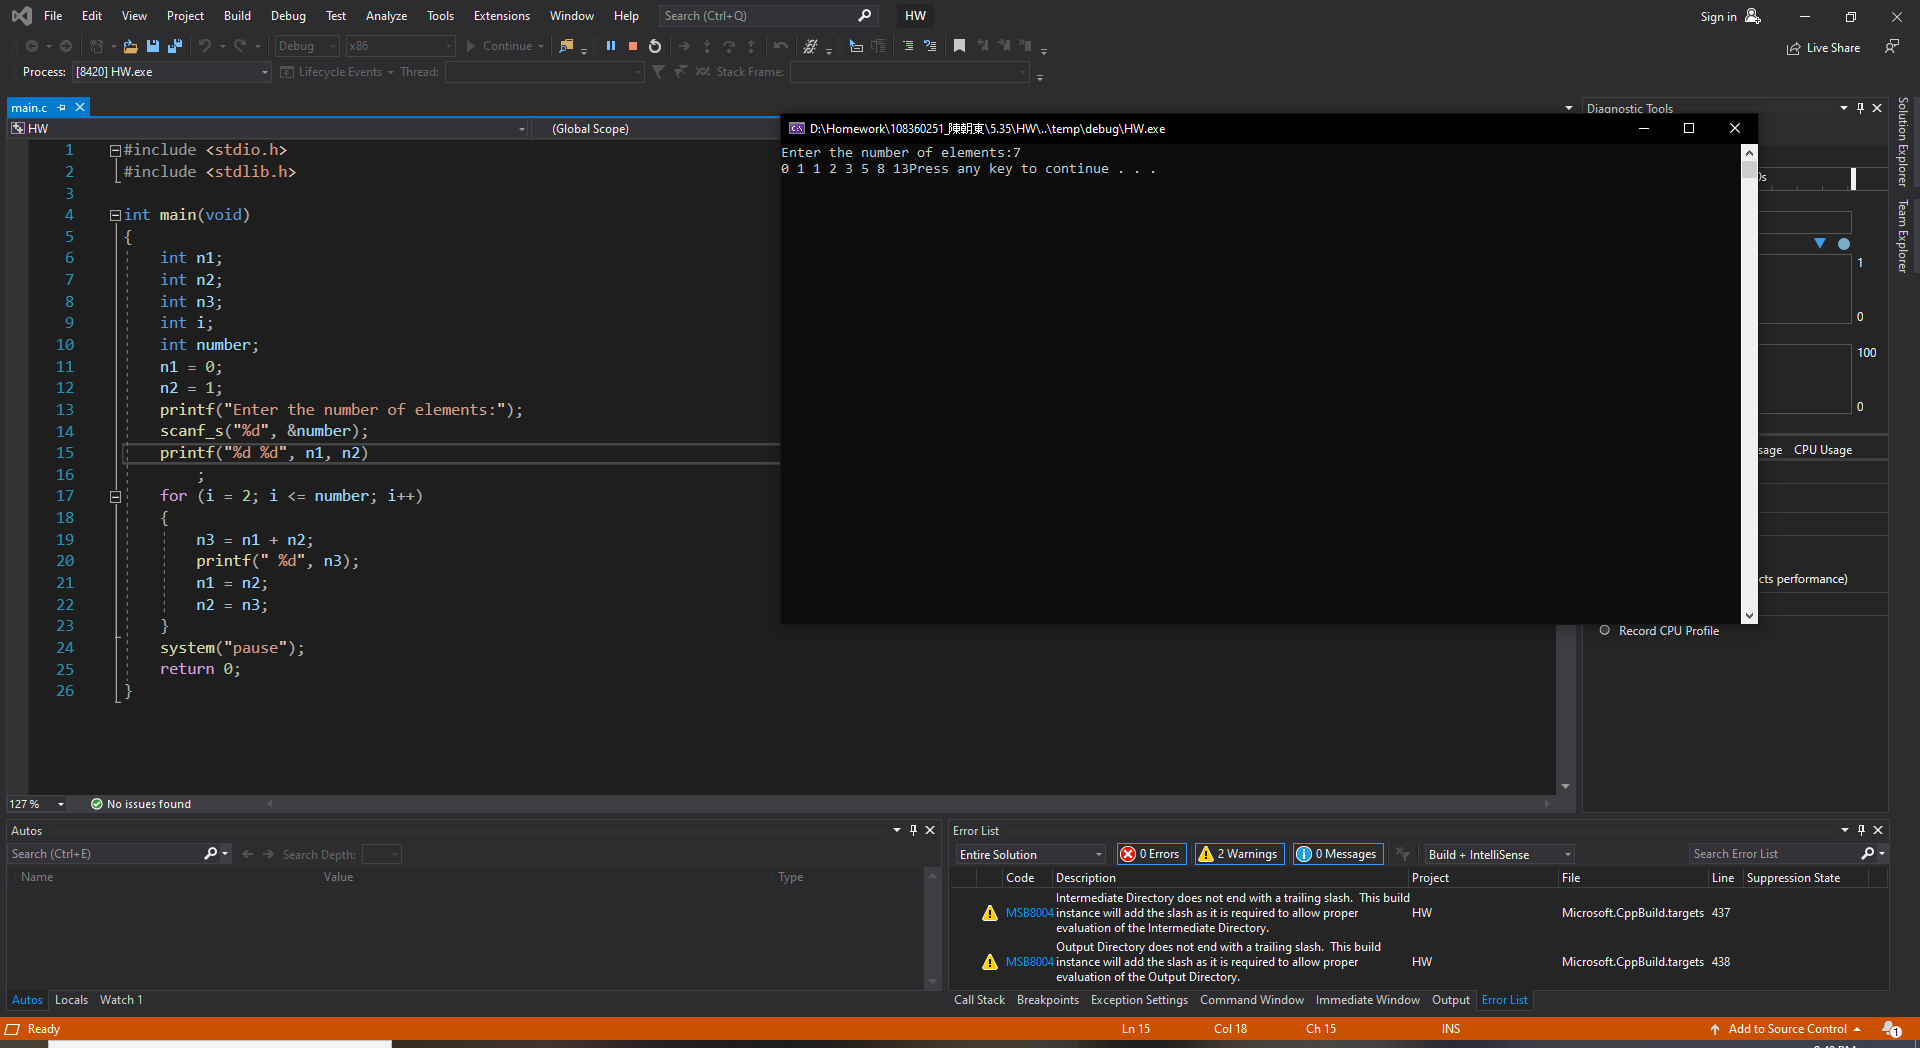 File Edit View Project Build Debug Test Analyze Tools Extensions Window Help Search (Ctrl+Q) HW Sign in
Debug x86 Continue Live Share
Process: [8420] HW.exe Lifecycle Events Thread: Stack Frame:
main.c
HW (Global Scope)
1 #include <stdio.h>
2 #include <stdlib.h>
3
4 int main(void)
5 {
6 int n1;
7 int n2;
8 int n3;
9 int i;
10 int number;
11 n1 = 0;
12 n2 = 1;
13 printf("Enter the number of elements:");
14 scanf_s("%d", &number);
15 printf("%d %d", n1, n2)
16 ;
17 for (i = 2; i <= number; i++)
18 {
19 n3 = n1 + n2;
20 printf(" %d", n3);
21 n1 = n2;
22 n2 = n3;
23 }
24 system("pause");
25 return 0;
26 }
127 % No issues found
D:\Homework\108360251_陳朝東\5.35\HW\..\temp\debug\HW.exe
Enter the number of elements:7
0 1 1 2 3 5 8 13Press any key to continue . . .
Diagnostic Tools
1
0
100
0
CPU Usage
cts performance)
Record CPU Profile
Solution Explorer
Team Explorer
Autos
Search (Ctrl+E) Search Depth:
Name Value Type
Autos Locals Watch 1
Error List
Entire Solution 0 Errors 2 Warnings 0 Messages Build + IntelliSense Search Error List
Code Description Project File Line Suppression State
MSB8004 Intermediate Directory does not end with a trailing slash. This build
instance will add the slash as it is required to allow proper
evaluation of the Intermediate Directory. HW Microsoft.CppBuild.targets 437
MSB8004 Output Directory does not end with a trailing slash. This build
instance will add the slash as it is required to allow proper
evaluation of the Output Directory. HW Microsoft.CppBuild.targets 438
Call Stack Breakpoints Exception Settings Command Window Immediate Window Output Error List
Ready Ln 15 Col 18 Ch 15 INS Add to Source Control 1